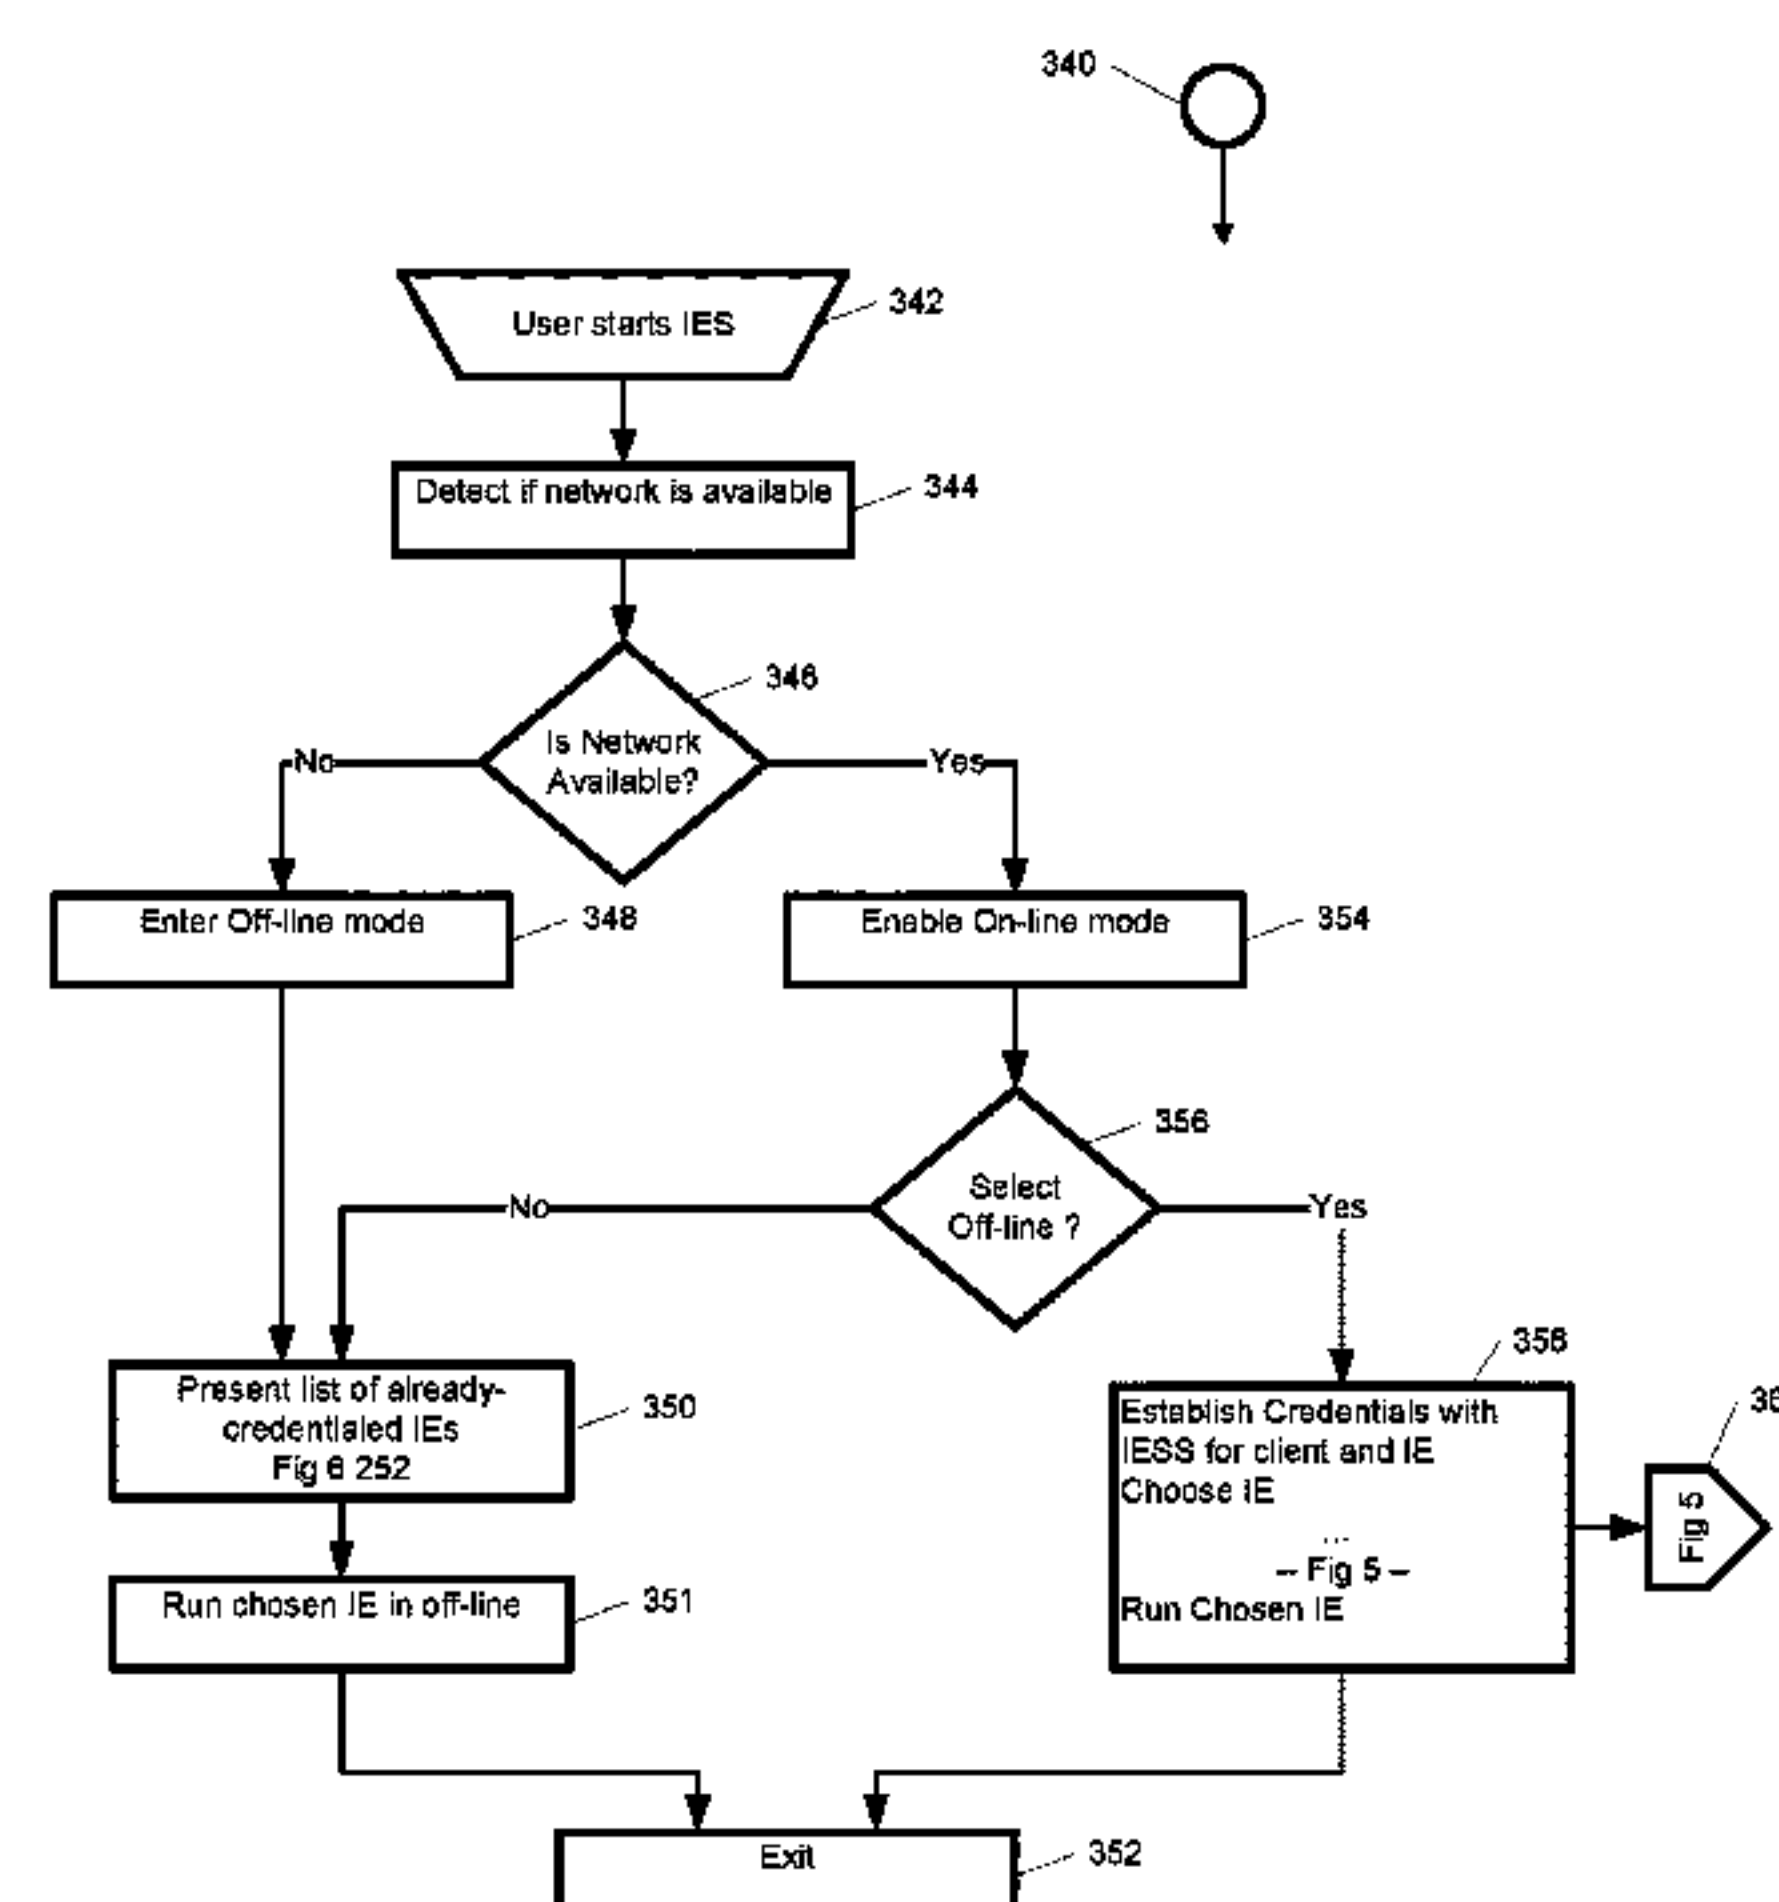 340
User starts IES
342
Detect if network is available
344
346
Is Network
Available?
No
Yes
Enter Off-line mode
348
Enable On-line mode
354
356
Select
Off-line ?
No
Yes
358
Present list of already-
credentialed IEs
Fig 6 252
350
Establish Credentials with
IESS for client and IE
Choose IE
...
-- Fig 5 --
Run Chosen IE
Fig 5
Run chosen IE in off-line
351
Exit
352